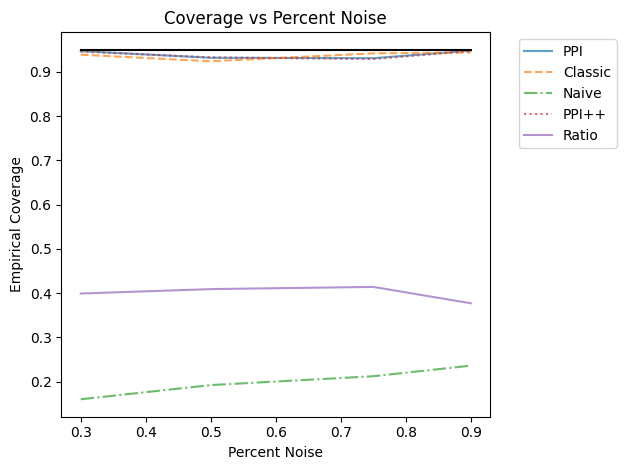 Coverage vs Percent Noise
Empirical Coverage
0.9
0.8
0.7
0.6
0.5
0.4
0.3
0.2
0.3 0.4 0.5 0.6 0.7 0.8 0.9
Percent Noise
PPI
Classic
Naive
PPI++
Ratio